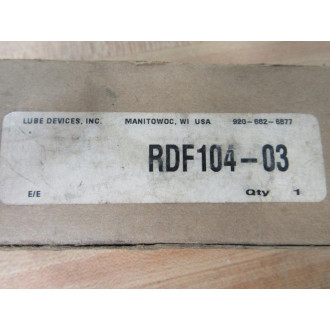 LUBE DEVICES, INC. MANITOWOC, WI USA 920-682-6877
RDF104-03
E/E Qty 1